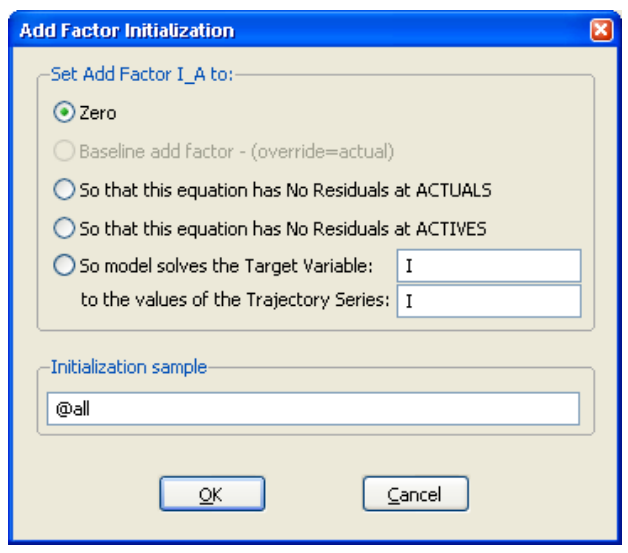 Add Factor Initialization
Set Add Factor I_A to:
Zero
Baseline add factor - (override=actual)
So that this equation has No Residuals at ACTUALS
So that this equation has No Residuals at ACTIVES
So model solves the Target Variable: I
to the values of the Trajectory Series: I
Initialization sample
@all
OK Cancel